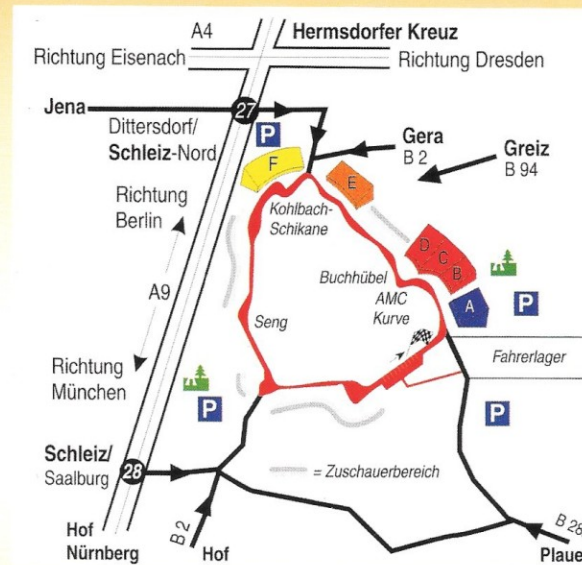 A4
Hermsdorfer Kreuz
Richtung Eisenach
Richtung Dresden
Jena
27
Dittersdorf/
Schleiz-Nord
P
Gera
B 2
Greiz
B 94
F
E
Richtung
Berlin
Kohlbach-
Schikane
D
C
B
A
P
Buchhübel
AMC
Kurve
A9
Seng
Fahrerlager
Richtung
München
P
P
Schleiz/
Saalburg
28
= Zuschauerbereich
Hof
Nürnberg
B 2
Hof
B 28
Plaue